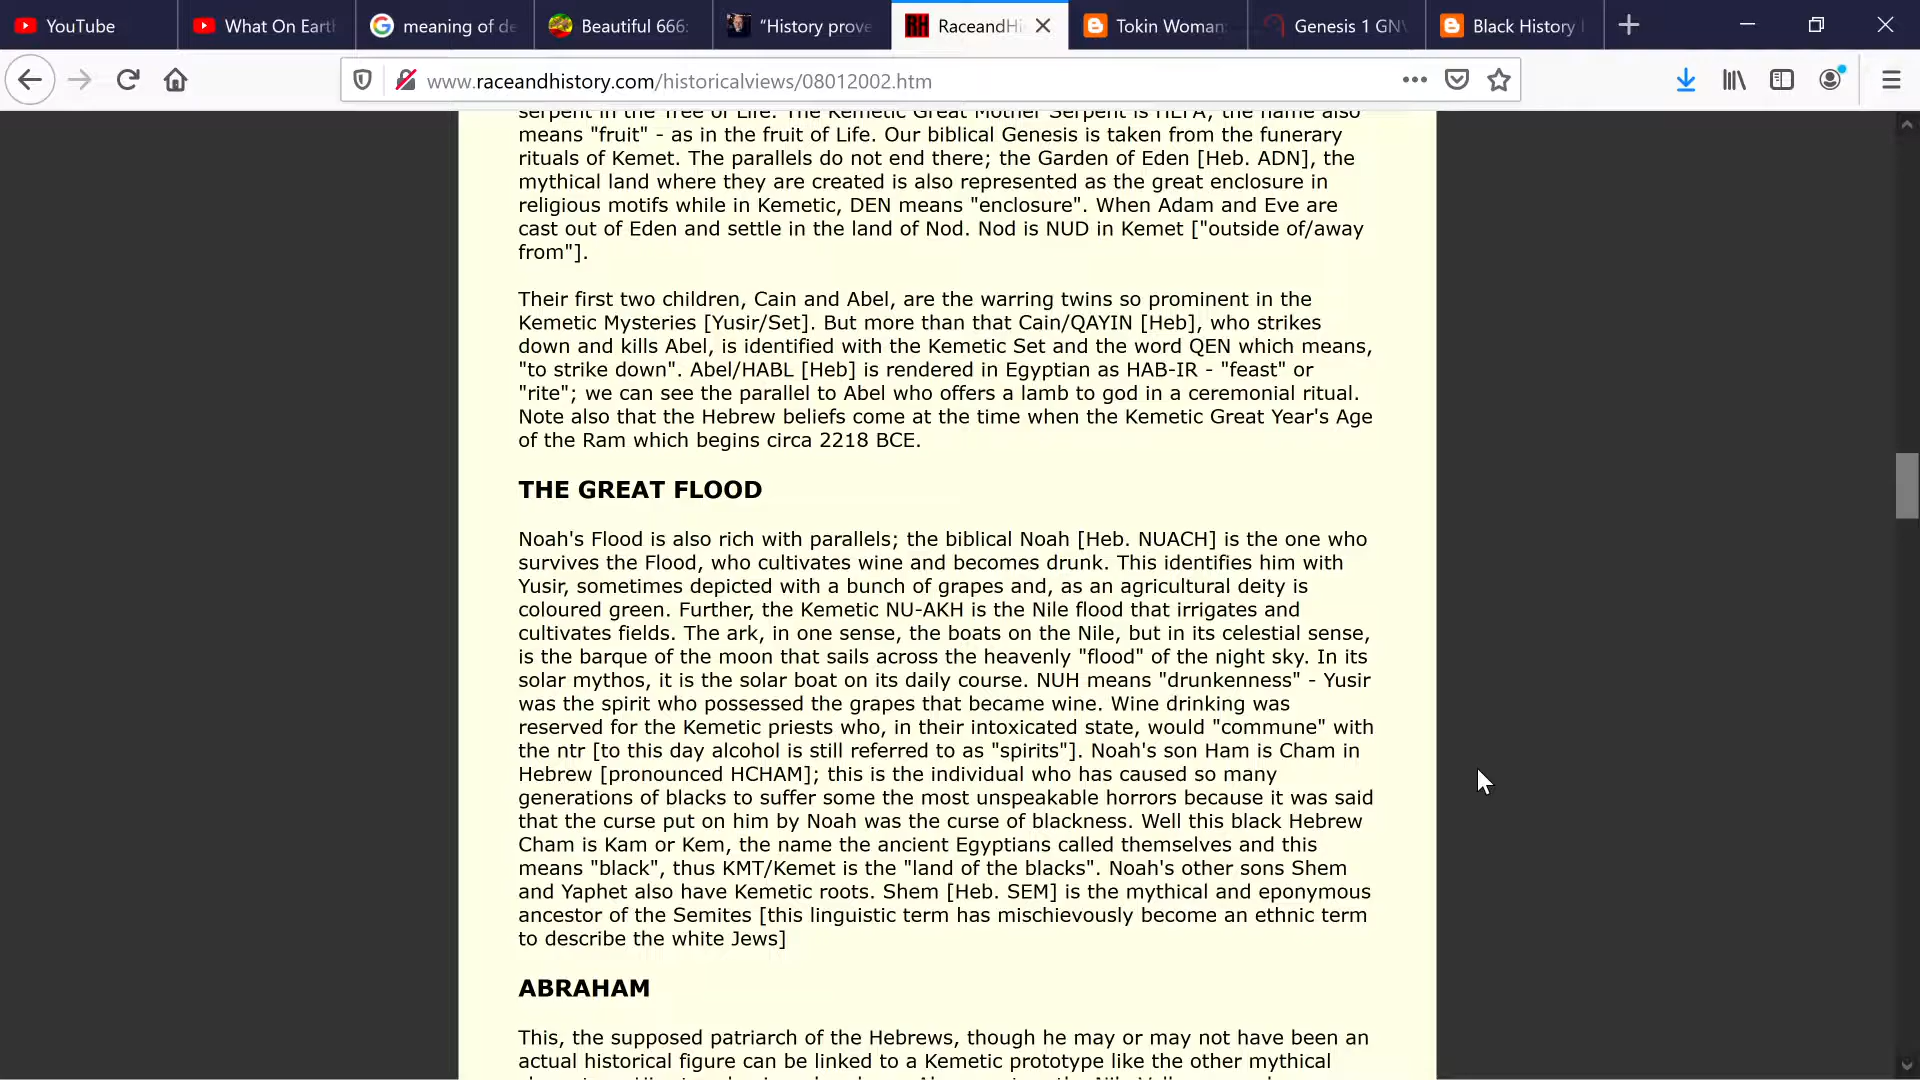 YouTube
What On Earth
meaning of de
Beautiful 666:
“History prove
RaceandHi
Tokin Woman:
Genesis 1 GNV
Black History
www.raceandhistory.com/historicalviews/08012002.htm
serpent in the Tree of Life. The Kemetic Great Mother Serpent is HEFA, the name also
means "fruit" - as in the fruit of Life. Our biblical Genesis is taken from the funerary
rituals of Kemet. The parallels do not end there; the Garden of Eden [Heb. ADN], the
mythical land where they are created is also represented as the great enclosure in
religious motifs while in Kemetic, DEN means "enclosure". When Adam and Eve are
cast out of Eden and settle in the land of Nod. Nod is NUD in Kemet ["outside of/away
from"].
Their first two children, Cain and Abel, are the warring twins so prominent in the
Kemetic Mysteries [Yusir/Set]. But more than that Cain/QAYIN [Heb], who strikes
down and kills Abel, is identified with the Kemetic Set and the word QEN which means,
"to strike down". Abel/HABL [Heb] is rendered in Egyptian as HAB-IR - "feast" or
"rite"; we can see the parallel to Abel who offers a lamb to god in a ceremonial ritual.
Note also that the Hebrew beliefs come at the time when the Kemetic Great Year's Age
of the Ram which begins circa 2218 BCE.
THE GREAT FLOOD
Noah's Flood is also rich with parallels; the biblical Noah [Heb. NUACH] is the one who
survives the Flood, who cultivates wine and becomes drunk. This identifies him with
Yusir, sometimes depicted with a bunch of grapes and, as an agricultural deity is
coloured green. Further, the Kemetic NU-AKH is the Nile flood that irrigates and
cultivates fields. The ark, in one sense, the boats on the Nile, but in its celestial sense,
is the barque of the moon that sails across the heavenly "flood" of the night sky. In its
solar mythos, it is the solar boat on its daily course. NUH means "drunkenness" - Yusir
was the spirit who possessed the grapes that became wine. Wine drinking was
reserved for the Kemetic priests who, in their intoxicated state, would "commune" with
the ntr [to this day alcohol is still referred to as "spirits"]. Noah's son Ham is Cham in
Hebrew [pronounced HCHAM]; this is the individual who has caused so many
generations of blacks to suffer some the most unspeakable horrors because it was said
that the curse put on him by Noah was the curse of blackness. Well this black Hebrew
Cham is Kam or Kem, the name the ancient Egyptians called themselves and this
means "black", thus KMT/Kemet is the "land of the blacks". Noah's other sons Shem
and Yaphet also have Kemetic roots. Shem [Heb. SEM] is the mythical and eponymous
ancestor of the Semites [this linguistic term has mischievously become an ethnic term
to describe the white Jews]
ABRAHAM
This, the supposed patriarch of the Hebrews, though he may or may not have been an
actual historical figure can be linked to a Kemetic prototype like the other mythical